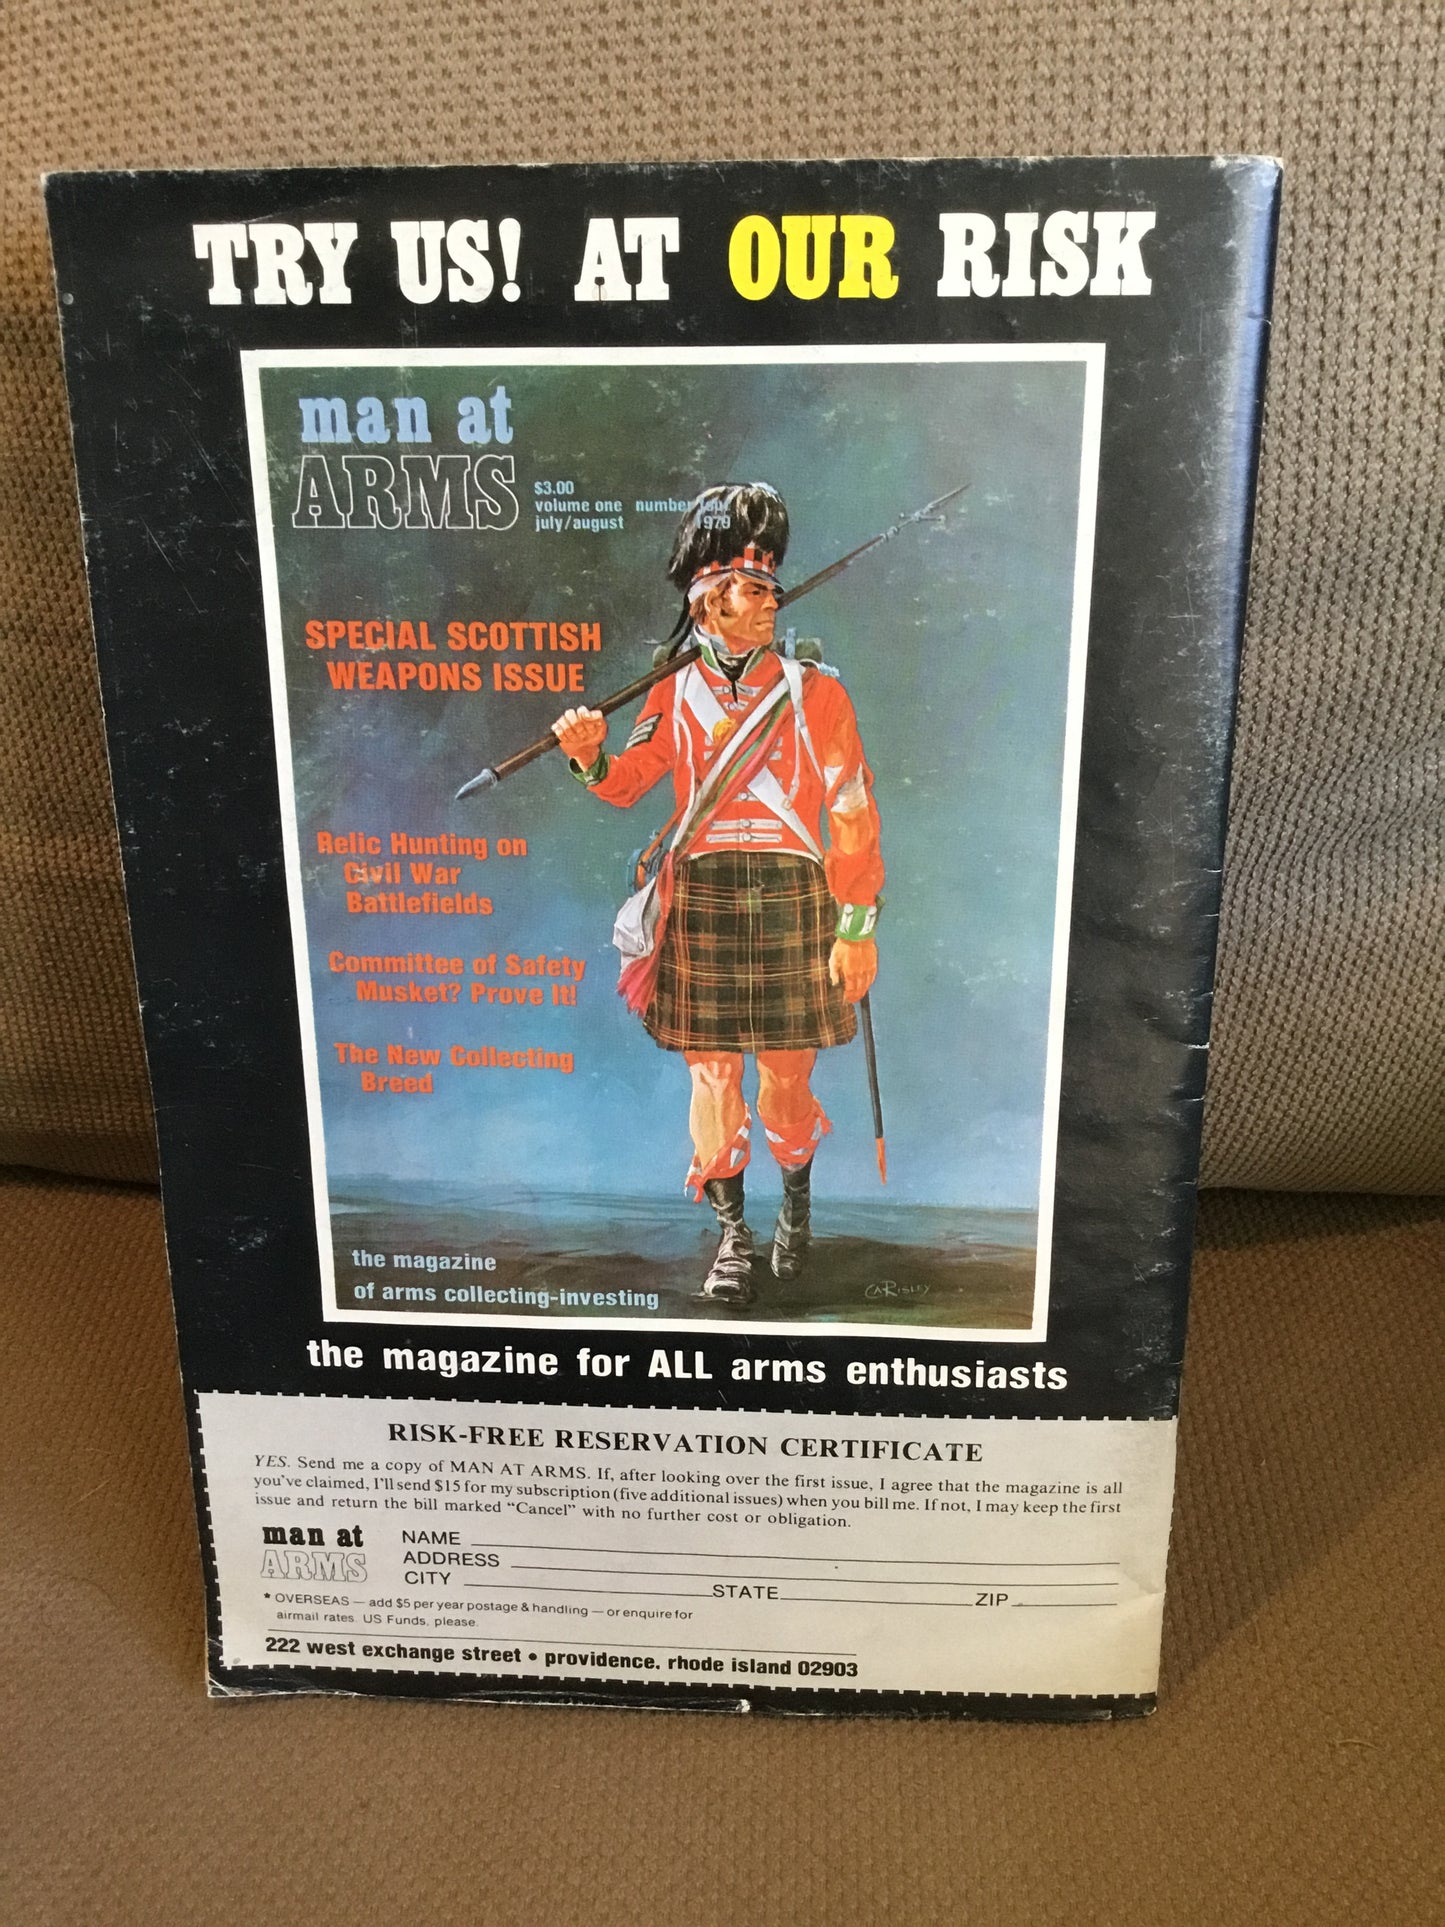 TRY US! AT OUR RISK
man at
ARMS
$3.00
volume one number four
july/august 1979
SPECIAL SCOTTISH
WEAPONS ISSUE
Relic Hunting on
Civil War
Battlefields
Committee of Safety
Musket? Prove It!
The New Collecting
Breed
the magazine
of arms collecting-investing
CARISLEY
the magazine for ALL arms enthusiasts
RISK-FREE RESERVATION CERTIFICATE
YES. Send me a copy of MAN AT ARMS. If, after looking over the first issue, I agree that the magazine is all
you've claimed, I'll send $15 for my subscription (five additional issues) when you bill me. If not, I may keep the first
issue and return the bill marked "Cancel" with no further cost or obligation.
man at
ARMS
NAME
ADDRESS
CITY STATE ZIP
* OVERSEAS — add $5 per year postage & handling — or enquire for
airmail rates. US Funds, please.
222 west exchange street • providence, rhode island 02903